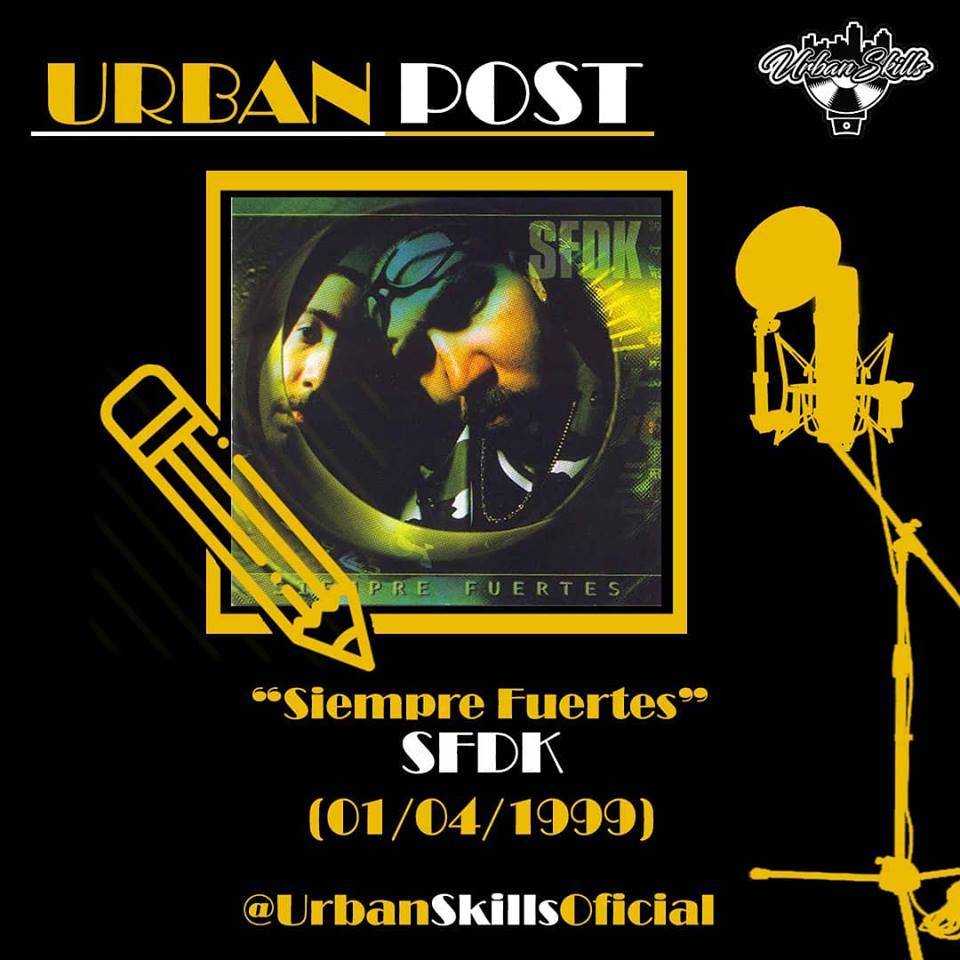 URBAN POST
Urban Skills
SFDK
SIEMPRE FUERTES
“Siempre Fuertes”
SFDK
(01/04/1999)
@UrbanSkillsOficial